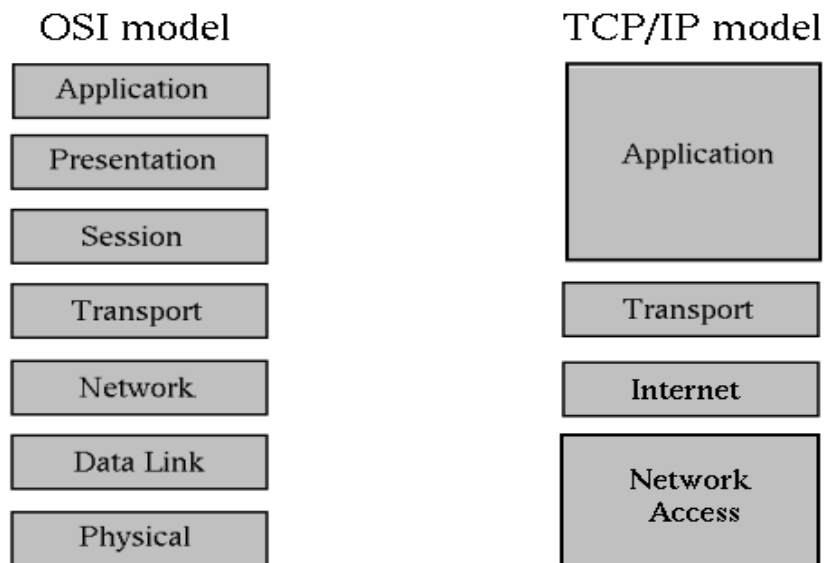 OSI model
Application
Presentation
Session
Transport
Network
Data Link
Physical
TCP/IP model
Application
Transport
Internet
Network
Access